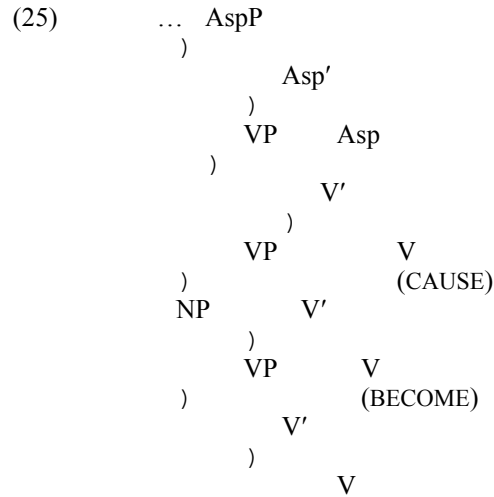 (25) … AspP
)
Asp′
)
VP Asp
)
V′
)
VP V
) (CAUSE)
NP V′
)
VP V
) (BECOME)
V′
)
V